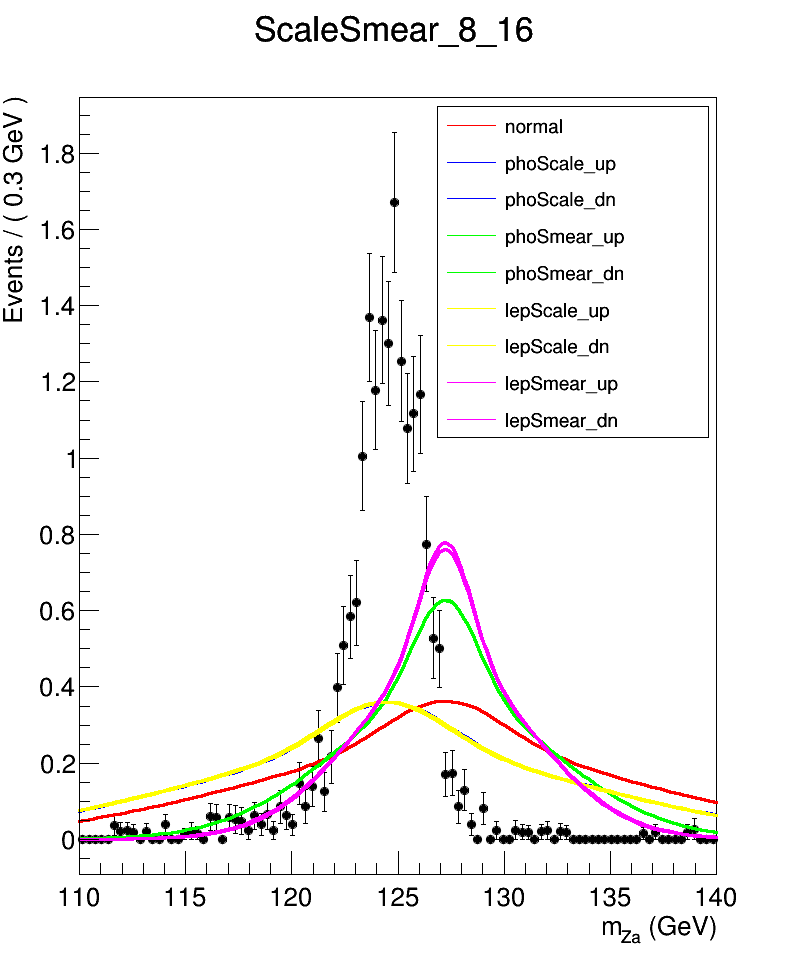 ScaleSmear_8_16
Events / ( 0.3 GeV )
1.8
1.6
1.4
1.2
1
0.8
0.6
0.4
0.2
0
normal
phoScale_up
phoScale_dn
phoSmear_up
phoSmear_dn
lepScale_up
lepScale_dn
lepSmear_up
lepSmear_dn
110 115 120 125 130 135 140
m_Za (GeV)